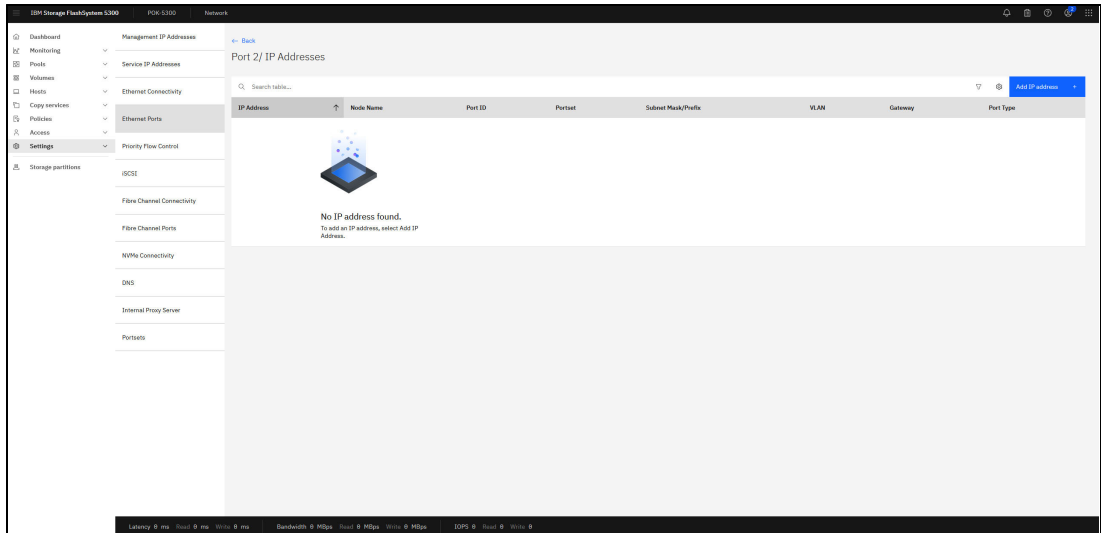 IBM Storage FlashSystem 5300 POK-5300 Network 2
Dashboard
Monitoring
Pools
Volumes
Hosts
Copy services
Policies
Access
Settings
Storage partitions
Management IP Addresses
Service IP Addresses
Ethernet Connectivity
Ethernet Ports
Priority Flow Control
iSCSI
Fibre Channel Connectivity
Fibre Channel Ports
NVMe Connectivity
DNS
Internal Proxy Server
Portsets
← Back
Port 2/ IP Addresses
Search table... Add IP address +
IP Address ↑ Node Name Port ID Portset Subnet Mask/Prefix VLAN Gateway Port Type
No IP address found.
To add an IP address, select Add IP
Address.
Latency 0 ms Read 0 ms Write 0 ms Bandwidth 0 MBps Read 0 MBps Write 0 MBps IOPS 0 Read 0 Write 0